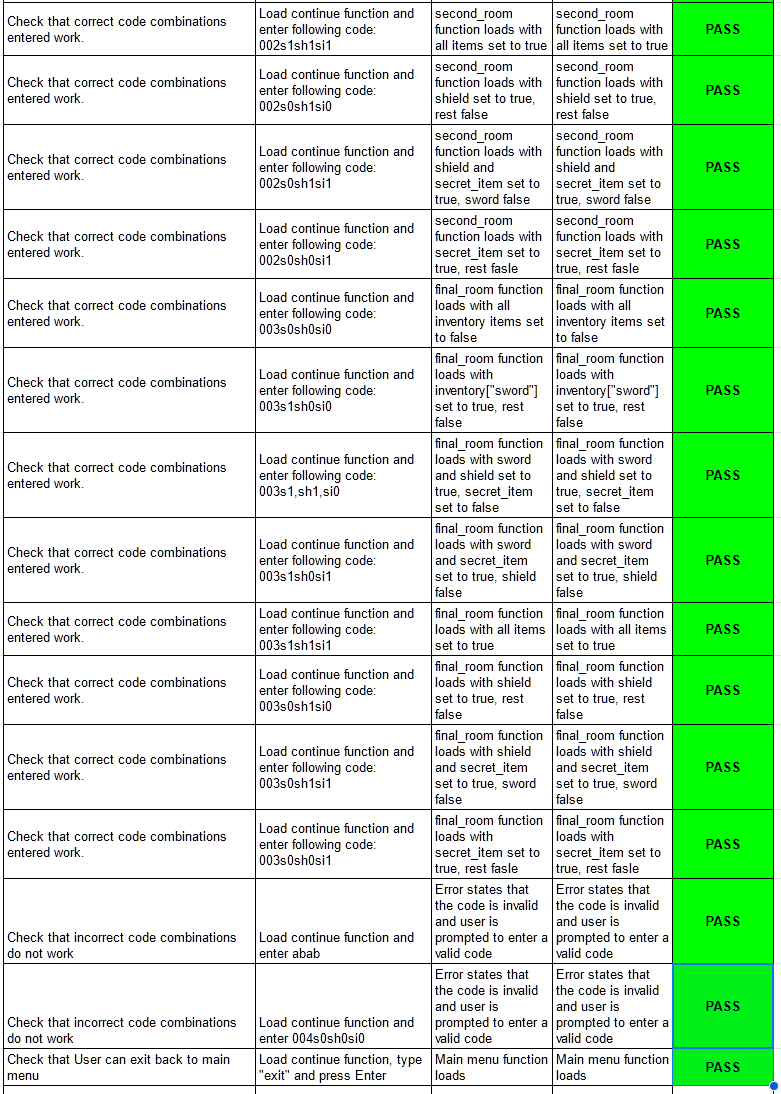 Check that correct code combinations
entered work.
Load continue function and
enter following code:
002s1sh1si1
second_room
function loads with
all items set to true
second_room
function loads with
all items set to true
PASS
Check that correct code combinations
entered work.
Load continue function and
enter following code:
002s0sh1si0
second_room
function loads with
shield set to true,
rest false
second_room
function loads with
shield set to true,
rest false
PASS
Check that correct code combinations
entered work.
Load continue function and
enter following code:
002s0sh1si1
second_room
function loads with
shield and
secret_item set to
true, sword false
second_room
function loads with
shield and
secret_item set to
true, sword false
PASS
Check that correct code combinations
entered work.
Load continue function and
enter following code:
002s0sh0si1
second_room
function loads with
secret_item set to
true, rest fasle
second_room
function loads with
secret_item set to
true, rest fasle
PASS
Check that correct code combinations
entered work.
Load continue function and
enter following code:
003s0sh0si0
final_room function
loads with all
inventory items set
to false
final_room function
loads with all
inventory items set
to false
PASS
Check that correct code combinations
entered work.
Load continue function and
enter following code:
003s1sh0si0
final_room function
loads with
inventory["sword"]
set to true, rest
false
final_room function
loads with
inventory["sword"]
set to true, rest
false
PASS
Check that correct code combinations
entered work.
Load continue function and
enter following code:
003s1,sh1,si0
final_room function
loads with sword
and shield set to
true, secret_item
set to false
final_room function
loads with sword
and shield set to
true, secret_item
set to false
PASS
Check that correct code combinations
entered work.
Load continue function and
enter following code:
003s1sh0si1
final_room function
loads with sword
and secret_item
set to true, shield
false
final_room function
loads with sword
and secret_item
set to true, shield
false
PASS
Check that correct code combinations
entered work.
Load continue function and
enter following code:
003s1sh1si1
final_room function
loads with all items
set to true
final_room function
loads with all items
set to true
PASS
Check that correct code combinations
entered work.
Load continue function and
enter following code:
003s0sh1si0
final_room function
loads with shield
set to true, rest
false
final_room function
loads with shield
set to true, rest
false
PASS
Check that correct code combinations
entered work.
Load continue function and
enter following code:
003s0sh1si1
final_room function
loads with shield
and secret_item
set to true, sword
false
final_room function
loads with shield
and secret_item
set to true, sword
false
PASS
Check that correct code combinations
entered work.
Load continue function and
enter following code:
003s0sh0si1
final_room function
loads with
secret_item set to
true, rest fasle
final_room function
loads with
secret_item set to
true, rest fasle
PASS
Check that incorrect code combinations
do not work
Load continue function and
enter abab
Error states that
the code is invalid
and user is
prompted to enter a
valid code
Error states that
the code is invalid
and user is
prompted to enter a
valid code
PASS
Check that incorrect code combinations
do not work
Load continue function and
enter 004s0sh0si0
Error states that
the code is invalid
and user is
prompted to enter a
valid code
Error states that
the code is invalid
and user is
prompted to enter a
valid code
PASS
Check that User can exit back to main
menu
Load continue function, type
"exit" and press Enter
Main menu function
loads
Main menu function
loads
PASS